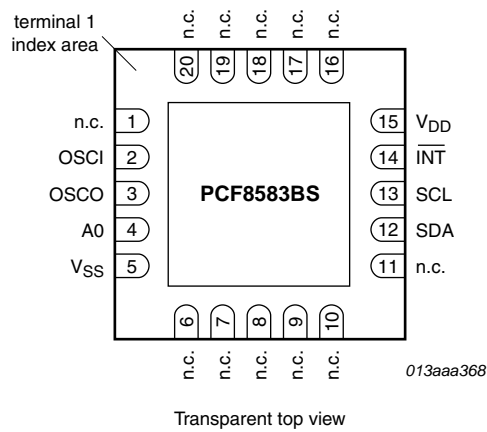 terminal 1
index area
n.c. n.c. n.c. n.c. n.c.
20 19 18 17 16
n.c. 1 15 VDD
OSCI 2 14 INT
OSCO 3 PCF8583BS 13 SCL
A0 4 12 SDA
VSS 5 11 n.c.
6 7 8 9 10
n.c. n.c. n.c. n.c. n.c.
013aaa368
Transparent top view